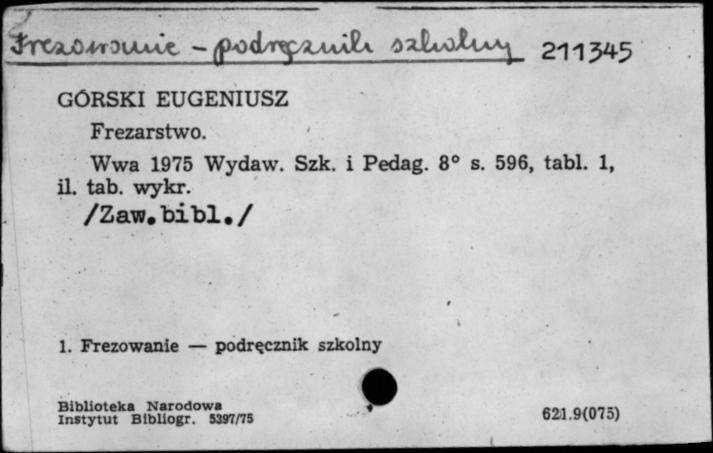 Frezowanie - podręcznik szkolny 211345
GÓRSKI EUGENIUSZ
Frezarstwo.
Wwa 1975 Wydaw. Szk. i Pedag. 8° s. 596, tabl. 1,
il. tab. wykr.
/Zaw.bibl./
1. Frezowanie — podręcznik szkolny
Biblioteka Narodowa
Instytut Bibliogr. 5397/75
621.9(075)